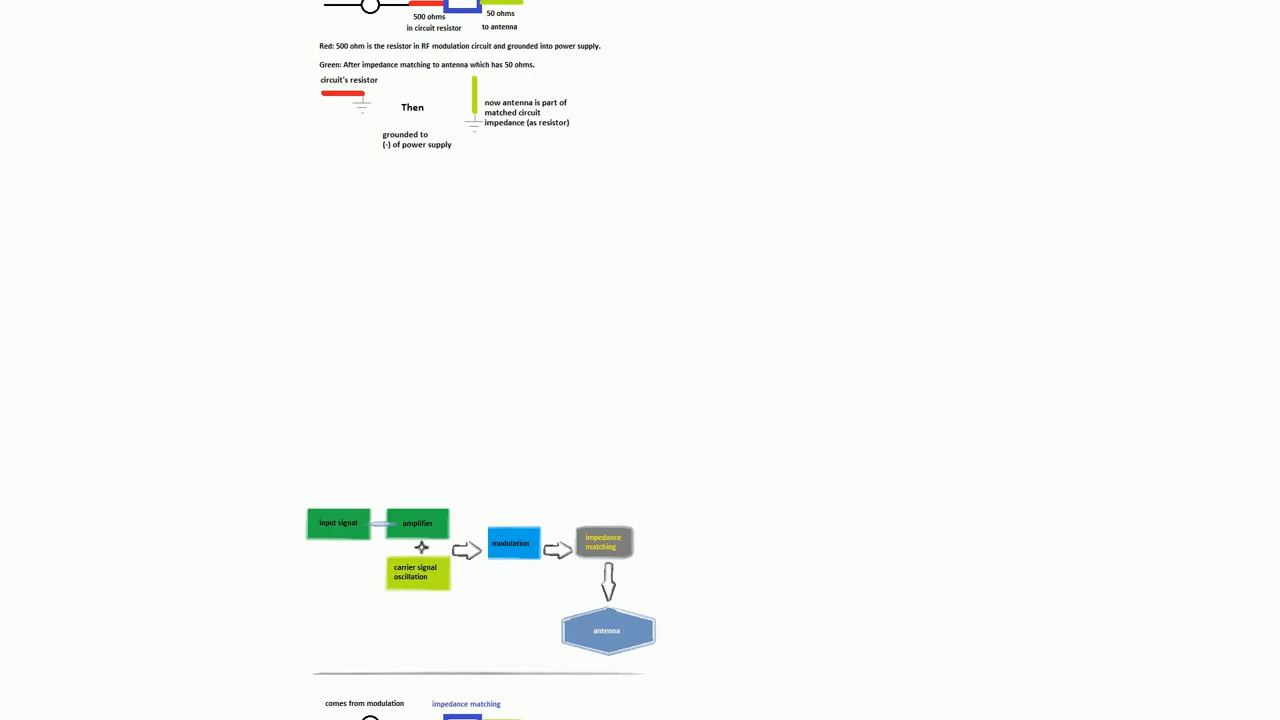 500 ohms
in circuit resistor
50 ohms
to antenna
Red: 500 ohm is the resistor in RF modulation circuit and grounded into power supply.
Green: After impedance matching to antenna which has 50 ohms.
circuit's resistor
Then
now antenna is part of
matched circuit
impedance (as resistor)
grounded to
(-) of power supply
input signal
amplifier
carrier signal
oscillation
modulation
impedance
matching
antenna
comes from modulation
impedance matching